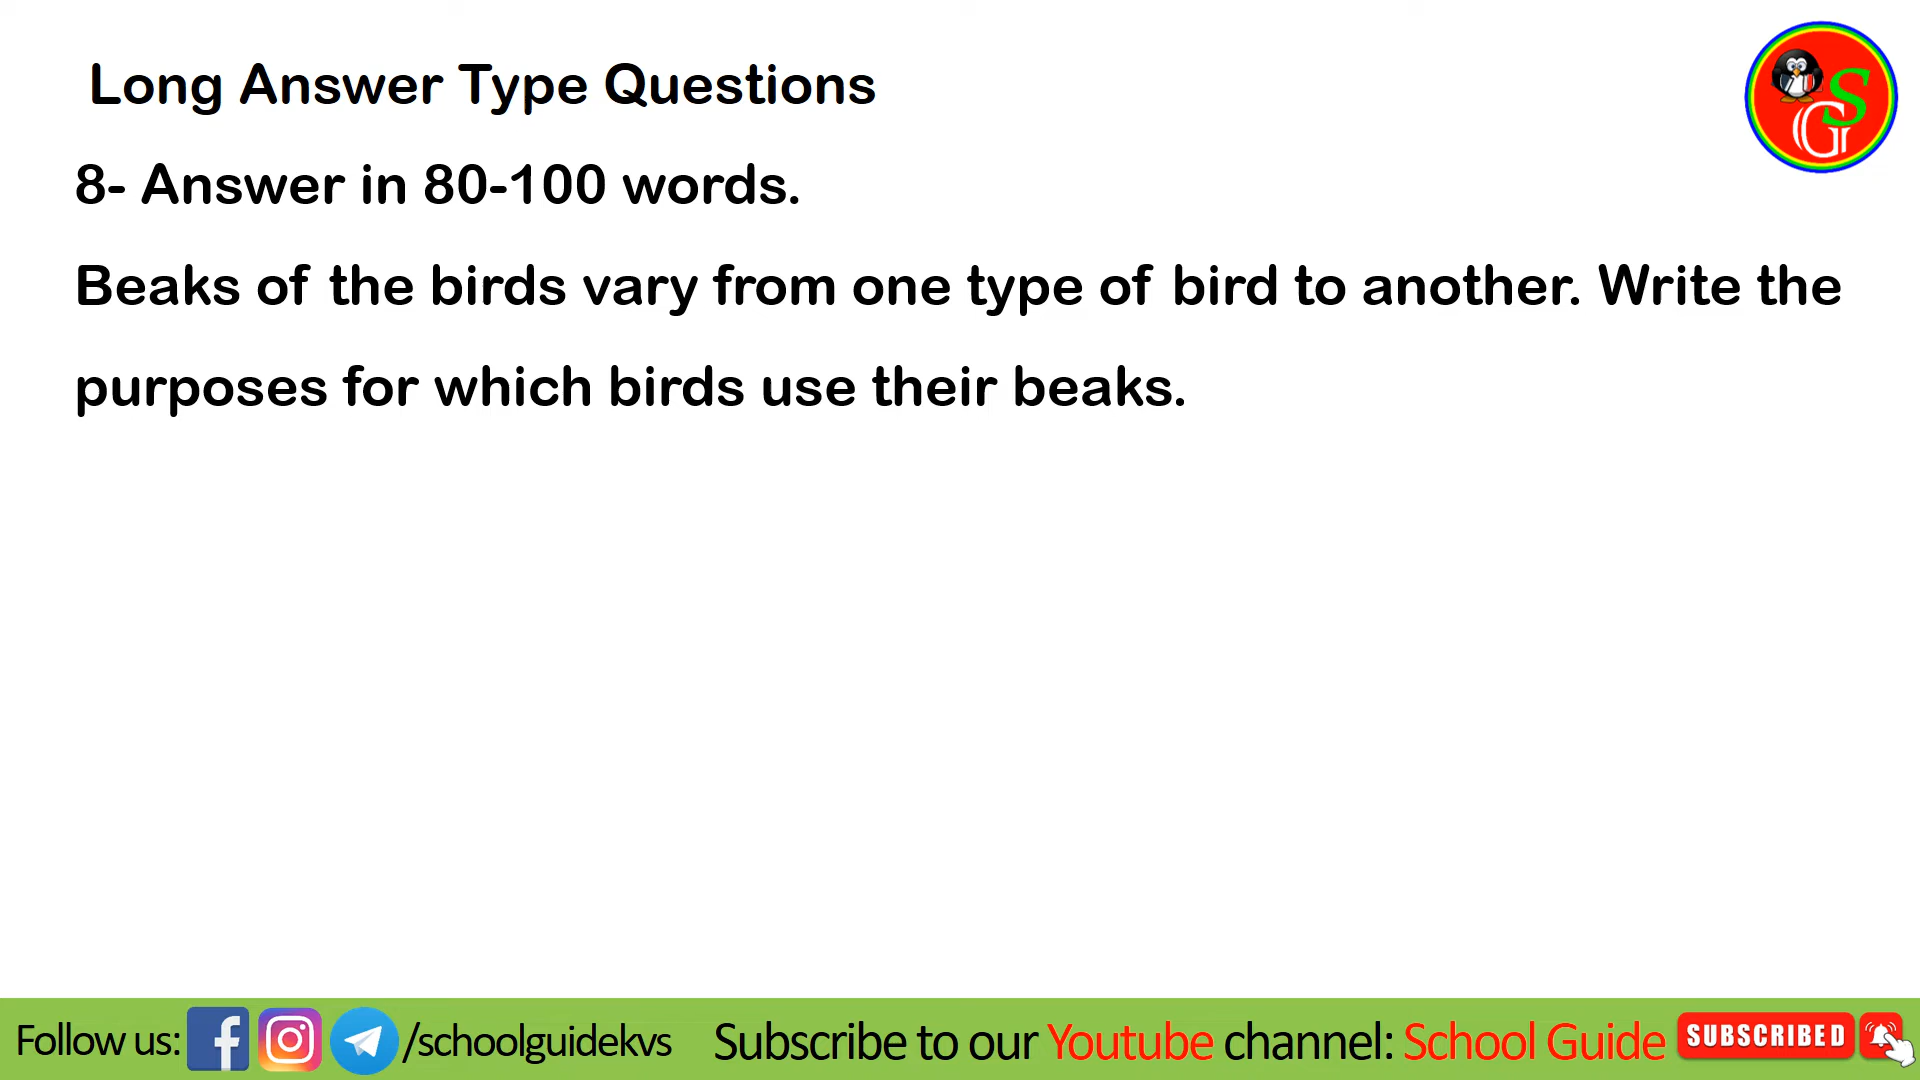 Long Answer Type Questions
SG
8- Answer in 80-100 words.
Beaks of the birds vary from one type of bird to another. Write the
purposes for which birds use their beaks.
Follow us: /schoolguidekvs Subscribe to our Youtube channel: School Guide SUBSCRIBED